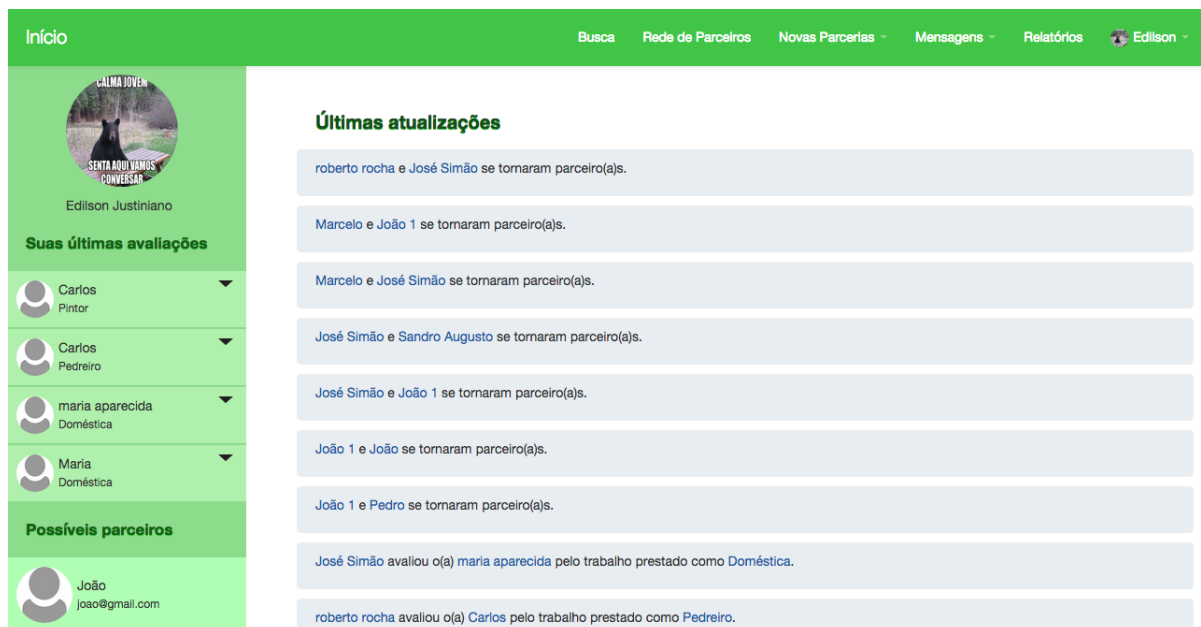 Início
Busca
Rede de Parceiros
Novas Parcerias
Mensagens
Relatórios
Edilson
CALMA JOVEM
SENTA AQUI VAMOS
CONVERSAR
Edilson Justiniano
Suas últimas avaliações
Carlos
Pintor
Carlos
Pedreiro
maria aparecida
Doméstica
Maria
Doméstica
Possíveis parceiros
João
joao@gmail.com
Últimas atualizações
roberto rocha e José Simão se tornaram parceiro(a)s.
Marcelo e João 1 se tornaram parceiro(a)s.
Marcelo e José Simão se tornaram parceiro(a)s.
José Simão e Sandro Augusto se tornaram parceiro(a)s.
José Simão e João 1 se tornaram parceiro(a)s.
João 1 e João se tornaram parceiro(a)s.
João 1 e Pedro se tornaram parceiro(a)s.
José Simão avaliou o(a) maria aparecida pelo trabalho prestado como Doméstica.
roberto rocha avaliou o(a) Carlos pelo trabalho prestado como Pedreiro.